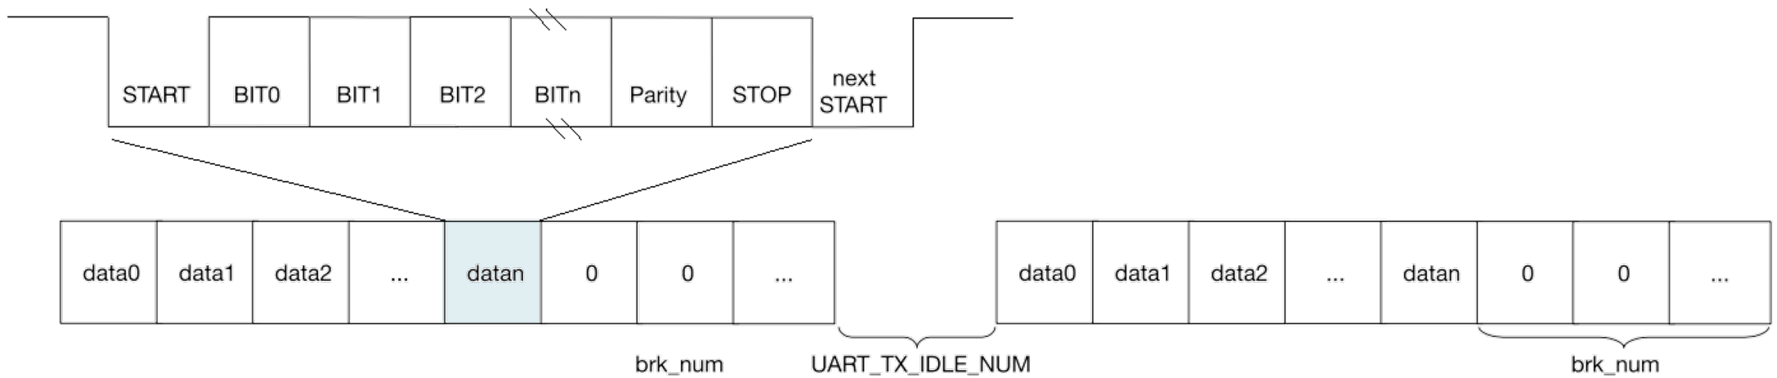 START BIT0 BIT1 BIT2 BITn Parity STOP next
START
data0 data1 data2 ... datan 0 0 ... data0 data1 data2 ... datan 0 0 ...
brk_num UART_TX_IDLE_NUM brk_num